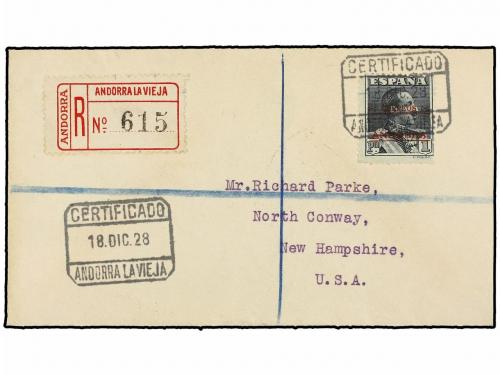 ANDORRA
R
ANDORRA LA VIEJA
Nº 615
CERTIFICADO
ESPAÑA
1
Mr.Richard Parke,
North Conway,
New Hampshire,
U.S.A.
CERTIFICADO
18.DIC.28
ANDORRA LA VIEJA